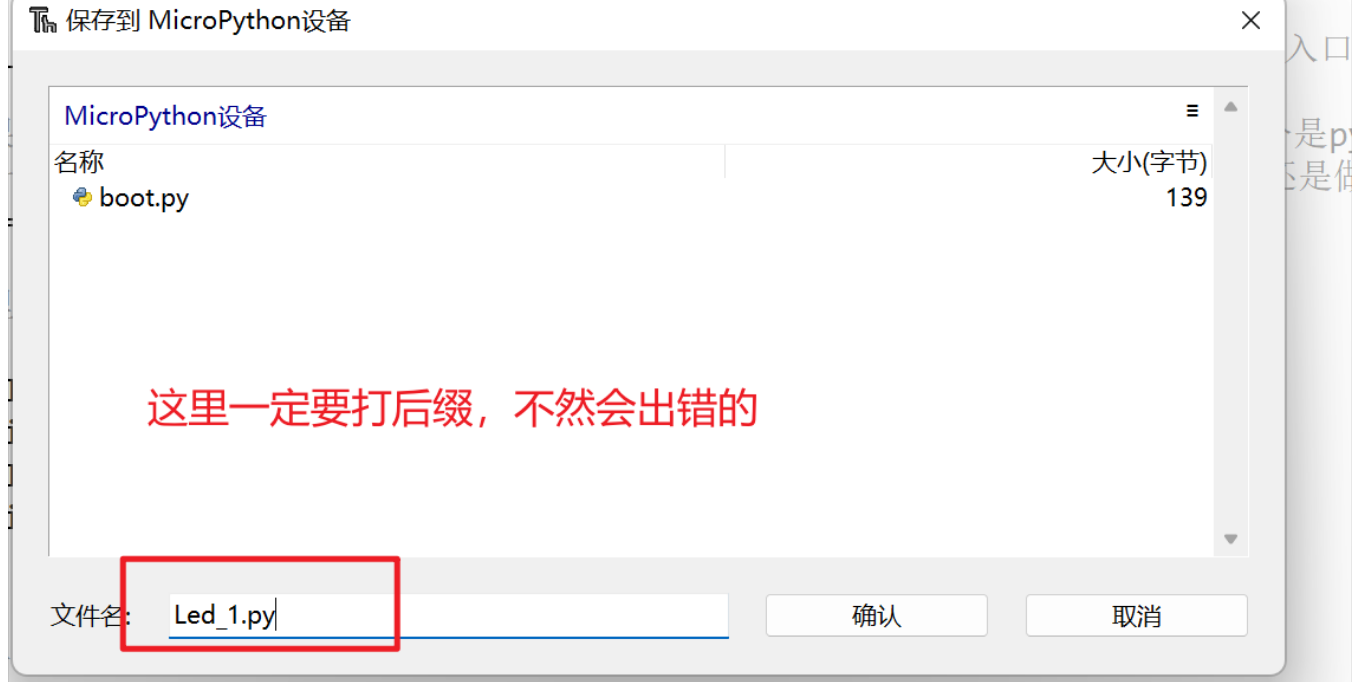 保存到 MicroPython设备
入口
MicroPython设备
是py
名称 大小(字节)
还是做
boot.py 139
这里一定要打后缀，不然会出错的
文件名: Led_1.py 确认 取消